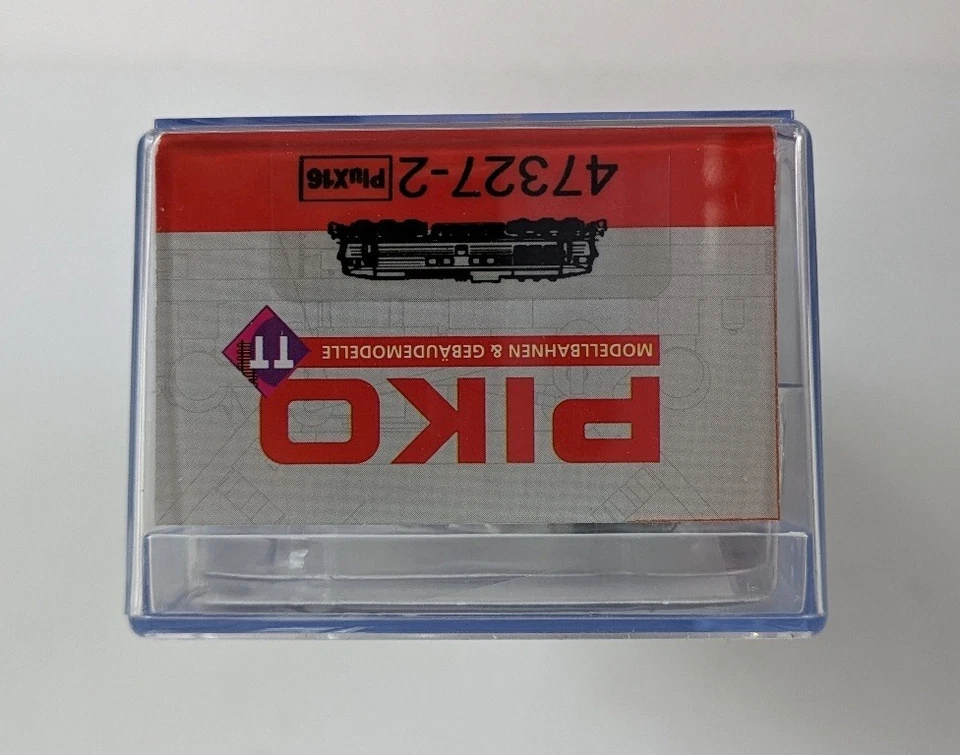 PIKO
MODELLBAHNEN & GEBÄUDEMODELLE
TT
47327-2 PluX16